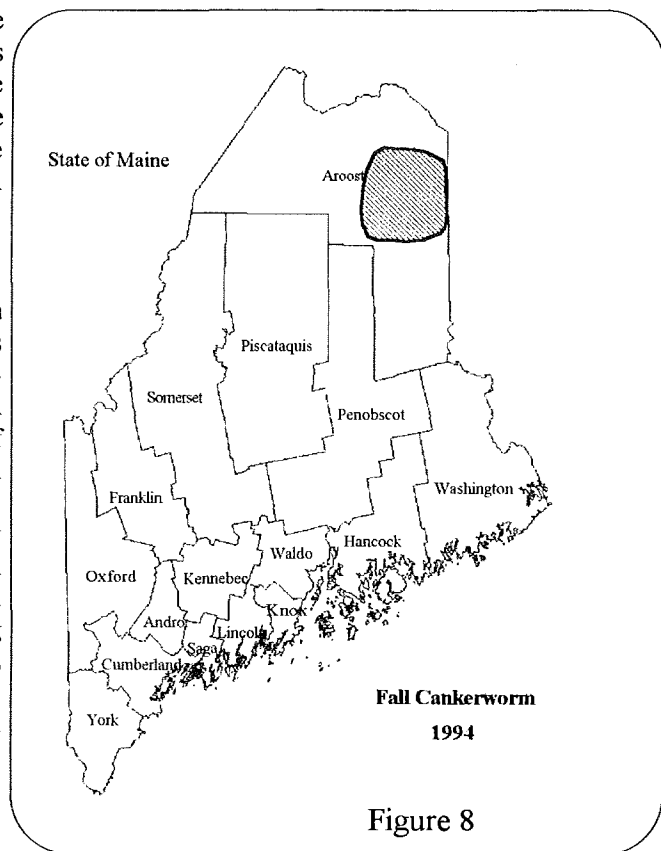 State of Maine
Aroost
Piscataquis
Somerset
Penobscot
Washington
Franklin
Hancock
Waldo
Oxford
Kennebec
Knox
Andro
Lincoln
Saga
Cumberland
York
Fall Cankerworm
1994
Figure 8